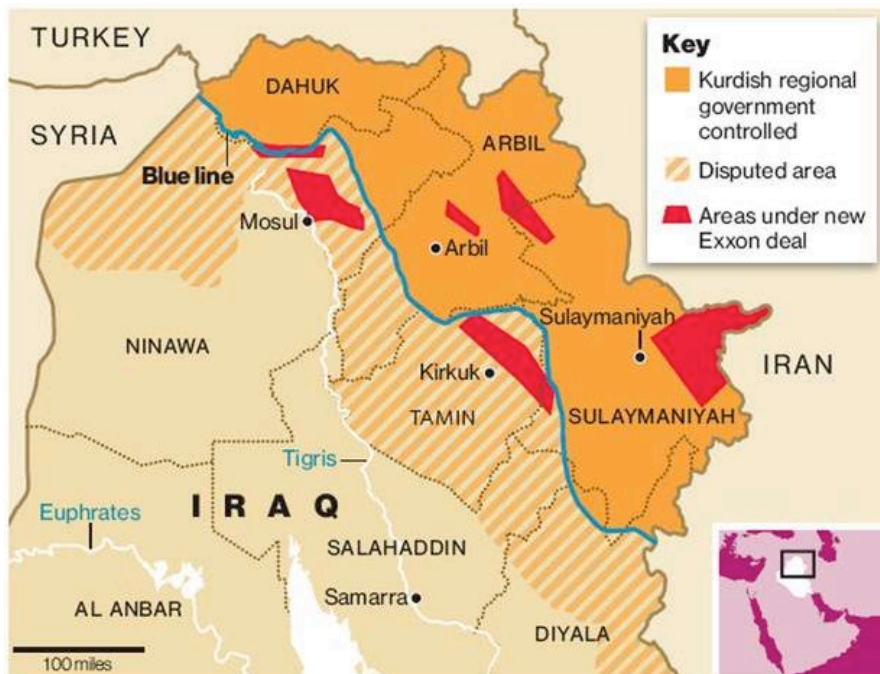 TURKEY
SYRIA
DAHUK
ARBIL
Blue line
Mosul
Arbil
Sulaymaniyah
IRAN
NINAWA
Kirkuk
TAMIN
SULAYMANIYAH
Tigris
Euphrates
IRAQ
SALAHADDIN
Samarra
AL ANBAR
DIYALA
100 miles
Key
Kurdish regional
government
controlled
Disputed area
Areas under new
Exxon deal